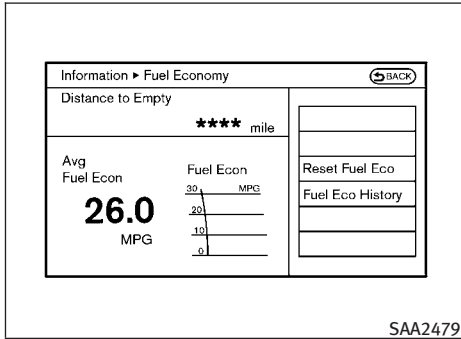 Information ▸ Fuel Economy
BACK
Distance to Empty
**** mile
Avg
Fuel Econ
26.0
MPG
Fuel Econ
30 MPG
20
10
0
Reset Fuel Eco
Fuel Eco History
SAA2479